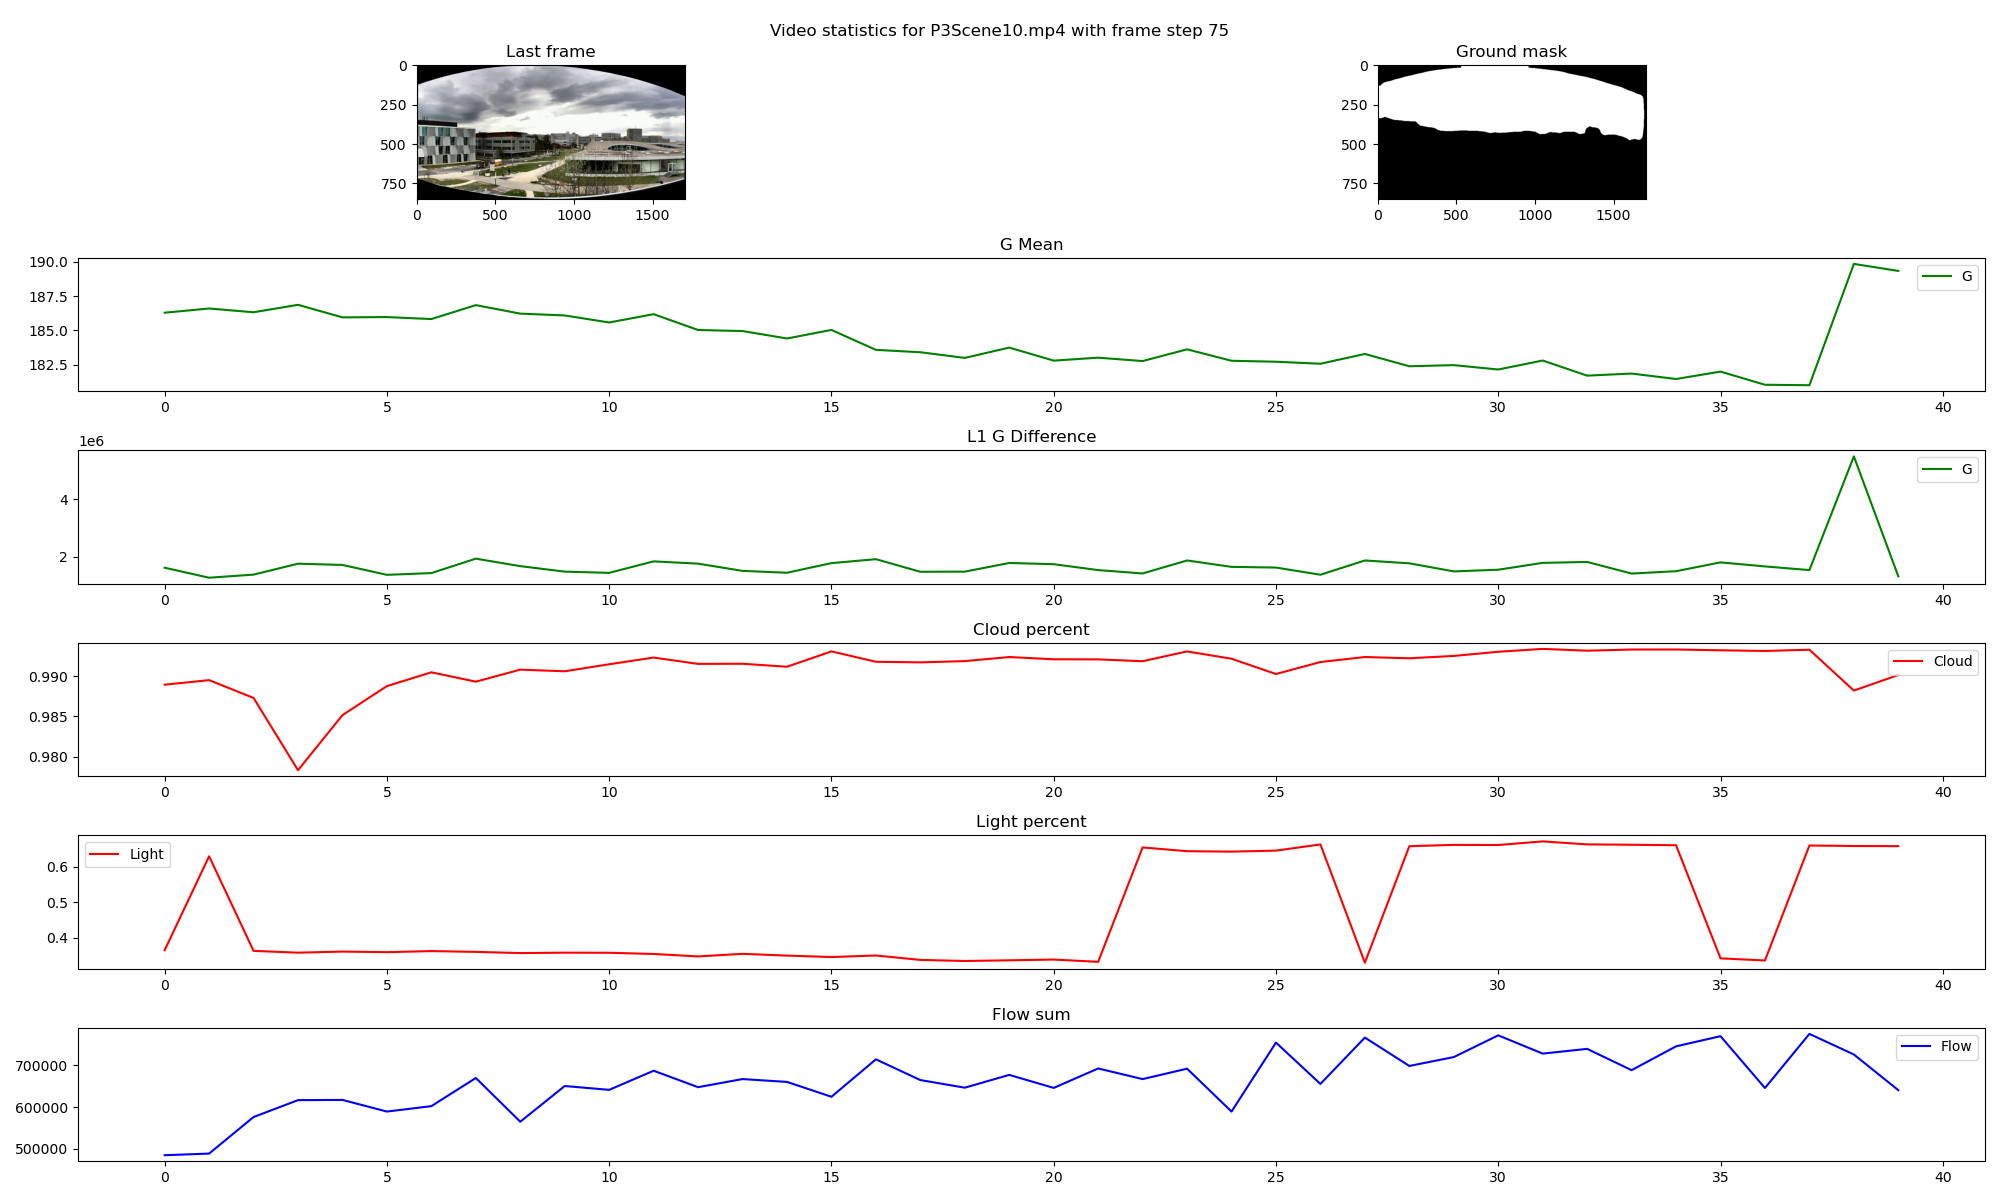 Video statistics for P3Scene10.mp4 with frame step 75
Last frame
Ground mask
0
250
500
750
0 500 1000 1500
0
250
500
750
0 500 1000 1500
G Mean
190.0
187.5
185.0
182.5
G
0 5 10 15 20 25 30 35 40
L1 G Difference
1e6
4
2
G
0 5 10 15 20 25 30 35 40
Cloud percent
0.990
0.985
0.980
Cloud
0 5 10 15 20 25 30 35 40
Light percent
Light
0.6
0.5
0.4
0 5 10 15 20 25 30 35 40
Flow sum
700000
600000
500000
Flow
0 5 10 15 20 25 30 35 40